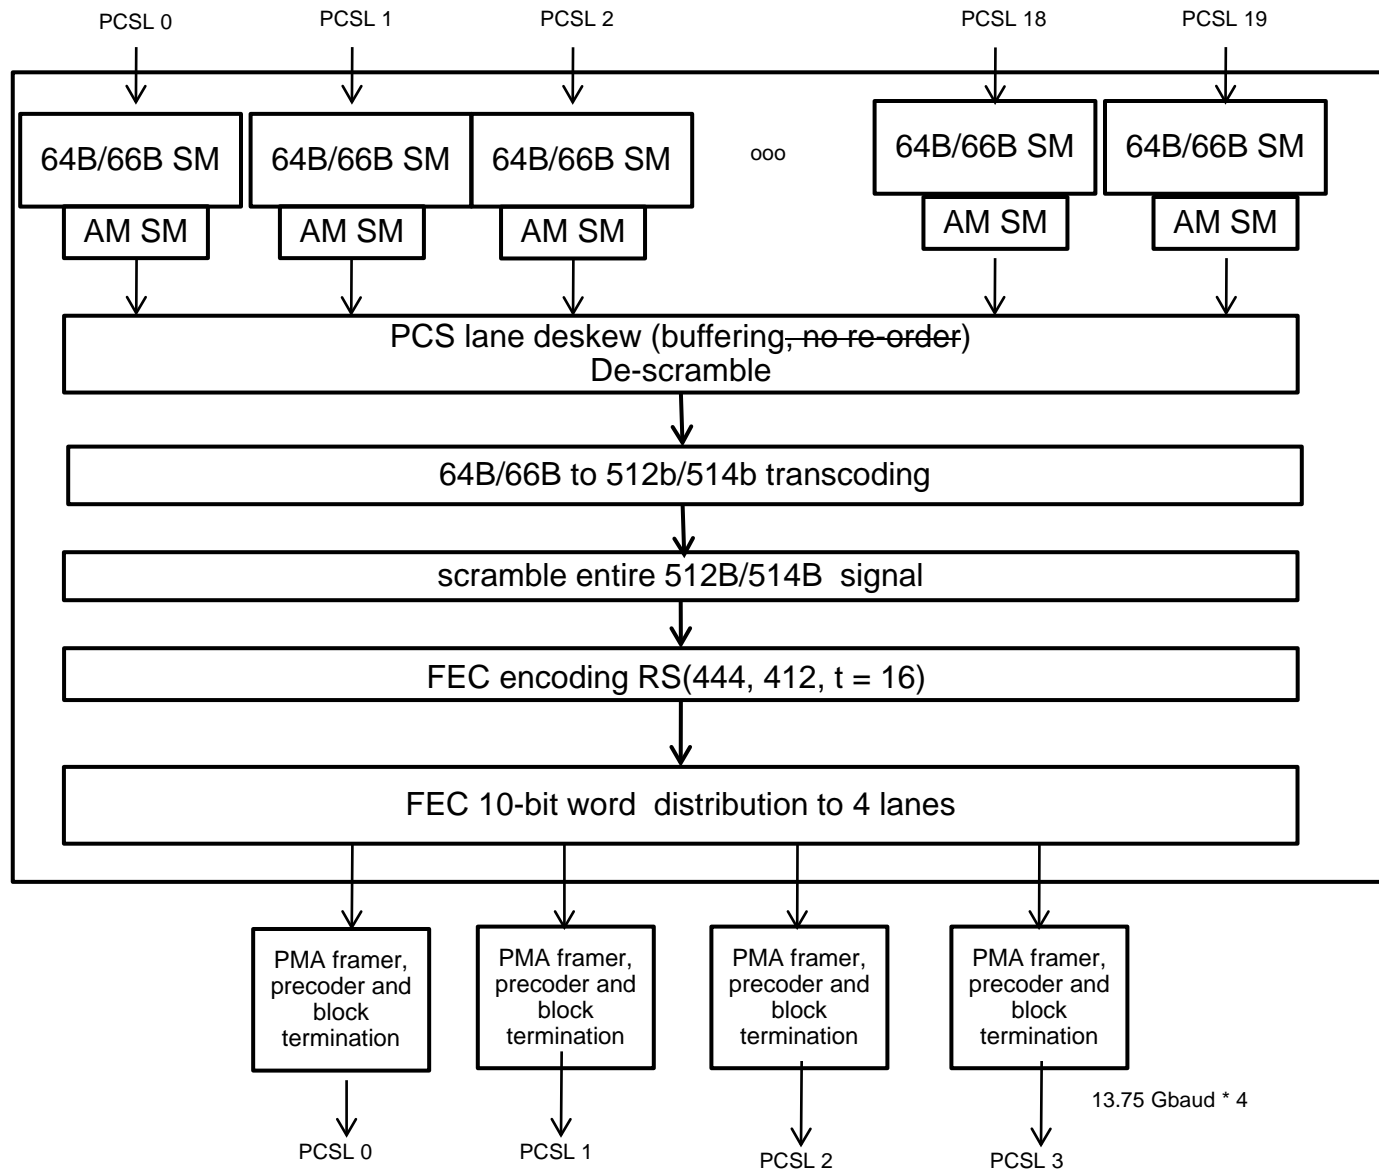 PCSL 0
PCSL 1
PCSL 2
PCSL 18
PCSL 19
64B/66B SM
64B/66B SM
64B/66B SM
ooo
64B/66B SM
64B/66B SM
AM SM
AM SM
AM SM
AM SM
AM SM
PCS lane deskew (buffering, no re-order)
De-scramble
64B/66B to 512b/514b transcoding
scramble entire 512B/514B signal
FEC encoding RS(444, 412, t = 16)
FEC 10-bit word distribution to 4 lanes
PMA framer,
precoder and
block
termination
PMA framer,
precoder and
block
termination
PMA framer,
precoder and
block
termination
PMA framer,
precoder and
block
termination
13.75 Gbaud * 4
PCSL 0
PCSL 1
PCSL 2
PCSL 3